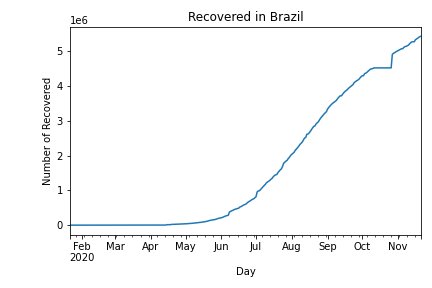 Recovered in Brazil
1e6
5
4
3
2
1
0
Number of Recovered
Feb Mar Apr May Jun Jul Aug Sep Oct Nov
2020
Day